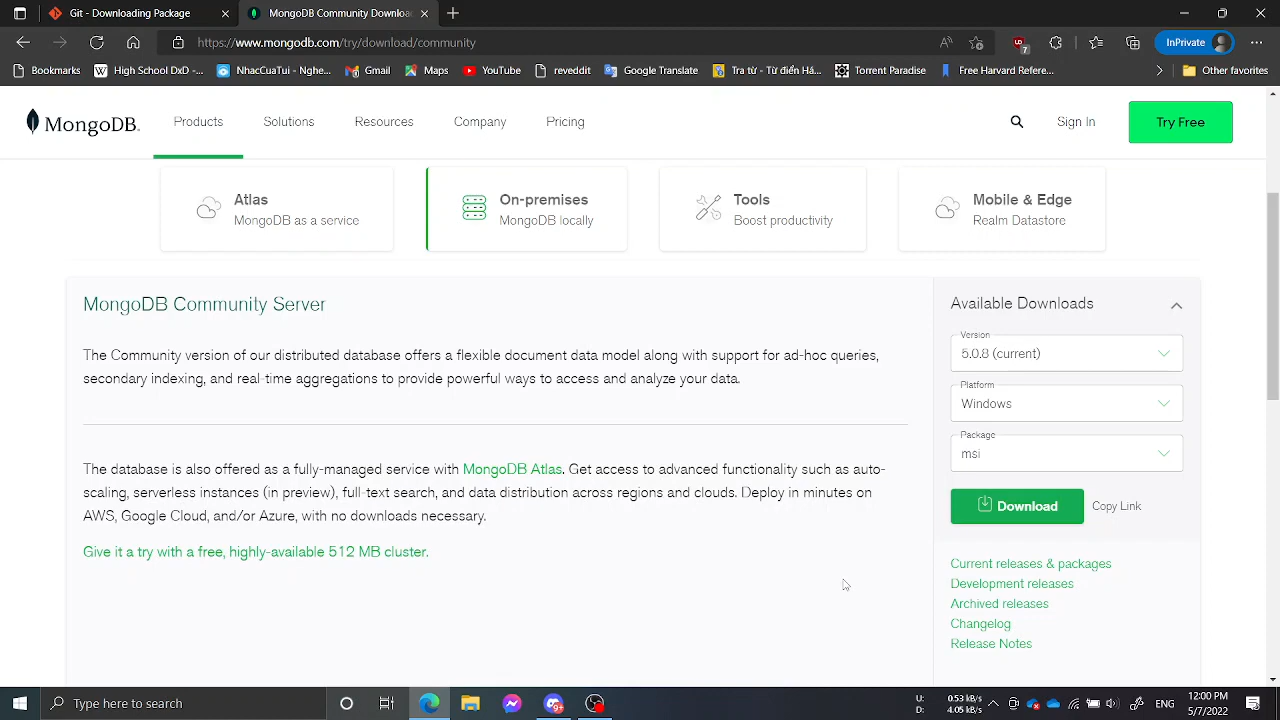 Git - Downloading Package
MongoDB Community Download
https://www.mongodb.com/try/download/community
7
InPrivate
Bookmarks
High School DxD -...
NhacCuaTui - Nghe...
Gmail
Maps
YouTube
reveddit
Google Translate
Tra từ - Từ điển Há...
Torrent Paradise
Free Harvard Refere...
Other favorites
MongoDB.
Products
Solutions
Resources
Company
Pricing
Sign In
Try Free
Atlas
MongoDB as a service
On-premises
MongoDB locally
Tools
Boost productivity
Mobile & Edge
Realm Datastore
MongoDB Community Server
The Community version of our distributed database offers a flexible document data model along with support for ad-hoc queries,
secondary indexing, and real-time aggregations to provide powerful ways to access and analyze your data.
The database is also offered as a fully-managed service with MongoDB Atlas. Get access to advanced functionality such as auto-
scaling, serverless instances (in preview), full-text search, and data distribution across regions and clouds. Deploy in minutes on
AWS, Google Cloud, and/or Azure, with no downloads necessary.
Give it a try with a free, highly-available 512 MB cluster.
Available Downloads
Version
5.0.8 (current)
Platform
Windows
Package
msi
Download
Copy Link
Current releases & packages
Development releases
Archived releases
Changelog
Release Notes
Type here to search
U: 0.53 kB/s
D: 4.05 kB/s
ENG
12:00 PM
5/7/2022